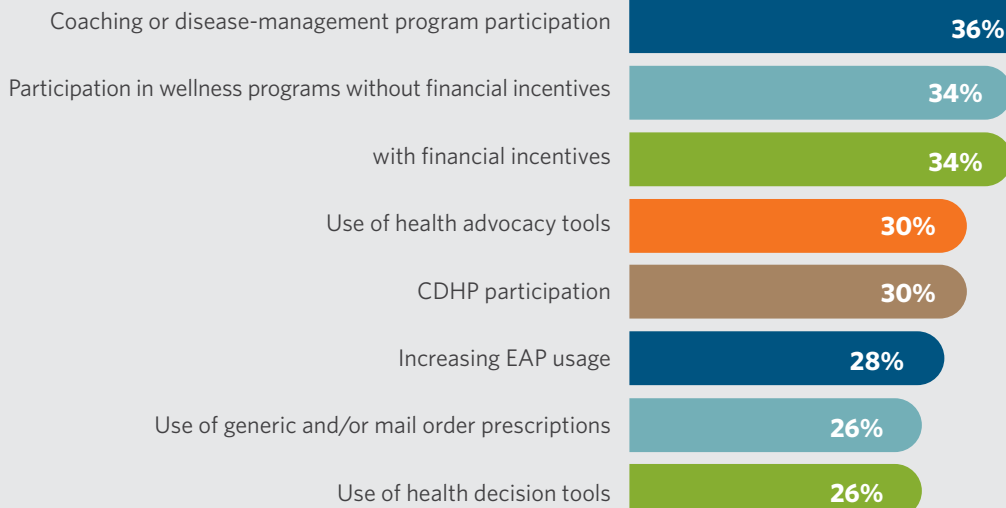 Coaching or disease-management program participation 36%
Participation in wellness programs without financial incentives 34%
with financial incentives 34%
Use of health advocacy tools 30%
CDHP participation 30%
Increasing EAP usage 28%
Use of generic and/or mail order prescriptions 26%
Use of health decision tools 26%